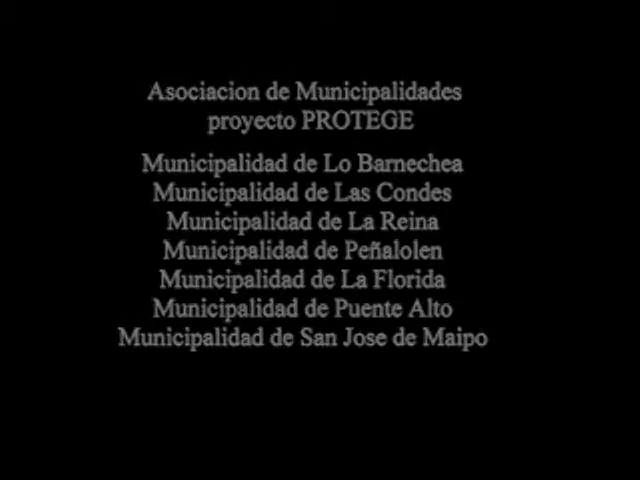 Asociacion de Municipalidades
proyecto PROTEGE
Municipalidad de Lo Barnechea
Municipalidad de Las Condes
Municipalidad de La Reina
Municipalidad de Peñalolen
Municipalidad de La Florida
Municipalidad de Puente Alto
Municipalidad de San Jose de Maipo